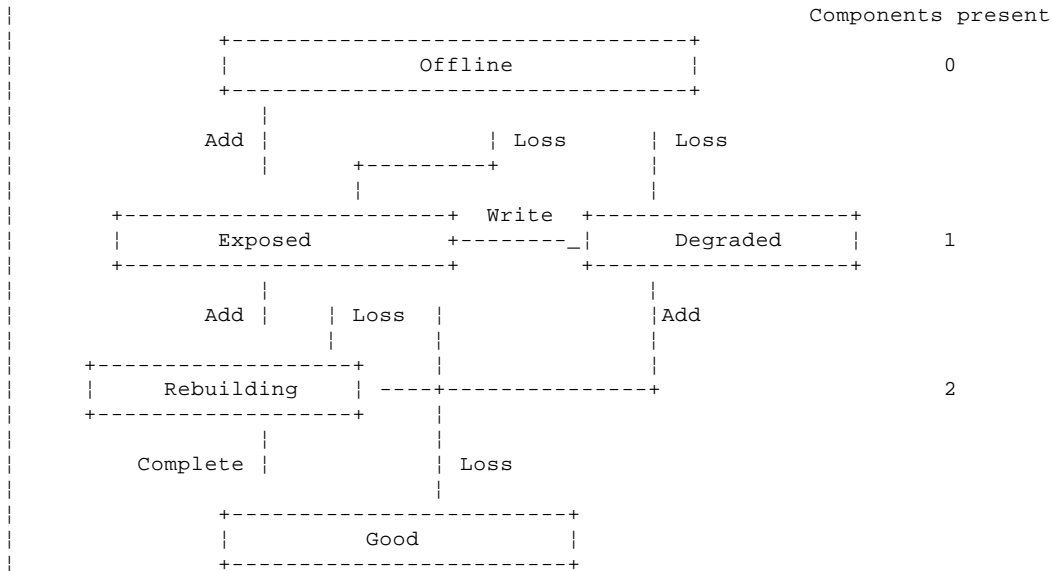 Components present
Offline 0
Add Loss Loss
Write
Exposed Degraded 1
Add Loss Add
Rebuilding 2
Complete Loss
Good